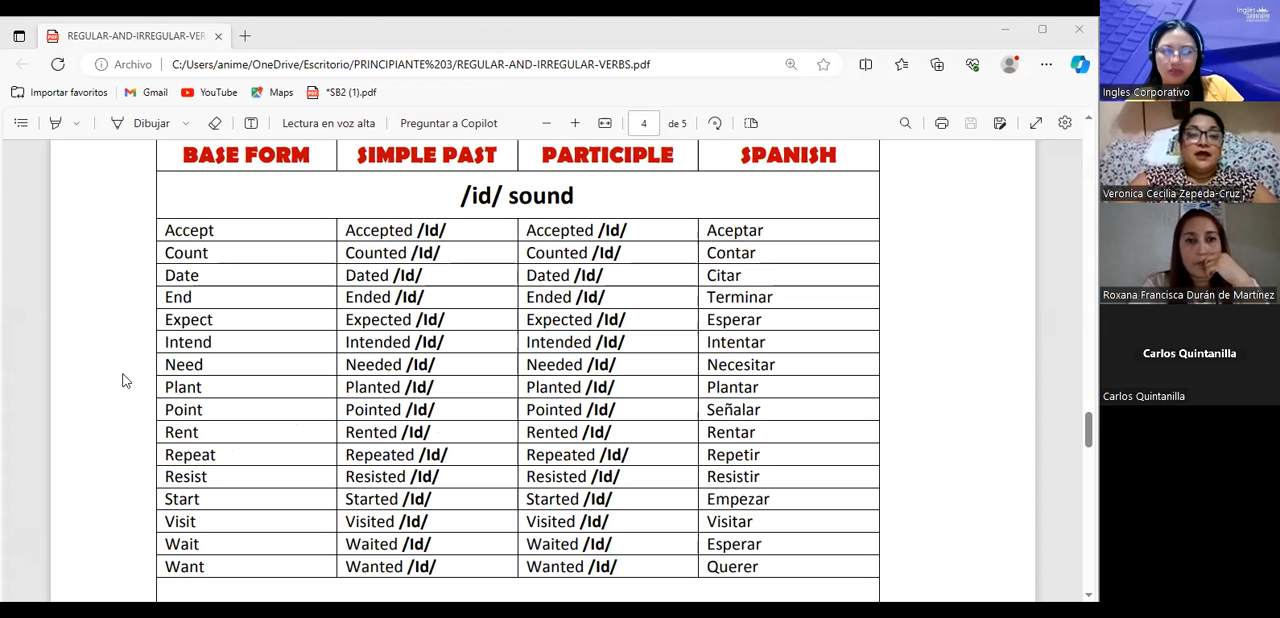 REGULAR-AND-IRREGULAR-VER
Archivo C:/Users/anime/OneDrive/Escritorio/PRINCIPIANTE%203/REGULAR-AND-IRREGULAR-VERBS.pdf
Importar favoritos Gmail YouTube Maps *SB2 (1).pdf
Dibujar Lectura en voz alta Preguntar a Copilot 4 de 5
BASE FORM SIMPLE PAST PARTICIPLE SPANISH
/id/ sound
Accept Accepted /Id/ Accepted /Id/ Aceptar
Count Counted /Id/ Counted /Id/ Contar
Date Dated /Id/ Dated /Id/ Citar
End Ended /Id/ Ended /Id/ Terminar
Expect Expected /Id/ Expected /Id/ Esperar
Intend Intended /Id/ Intended /Id/ Intentar
Need Needed /Id/ Needed /Id/ Necesitar
Plant Planted /Id/ Planted /Id/ Plantar
Point Pointed /Id/ Pointed /Id/ Señalar
Rent Rented /Id/ Rented /Id/ Rentar
Repeat Repeated /Id/ Repeated /Id/ Repetir
Resist Resisted /Id/ Resisted /Id/ Resistir
Start Started /Id/ Started /Id/ Empezar
Visit Visited /Id/ Visited /Id/ Visitar
Wait Waited /Id/ Waited /Id/ Esperar
Want Wanted /Id/ Wanted /Id/ Querer
Ingles Corporativo
Veronica Cecilia Zepeda-Cruz
Roxana Francisca Durán de Martínez
Carlos Quintanilla
Carlos Quintanilla